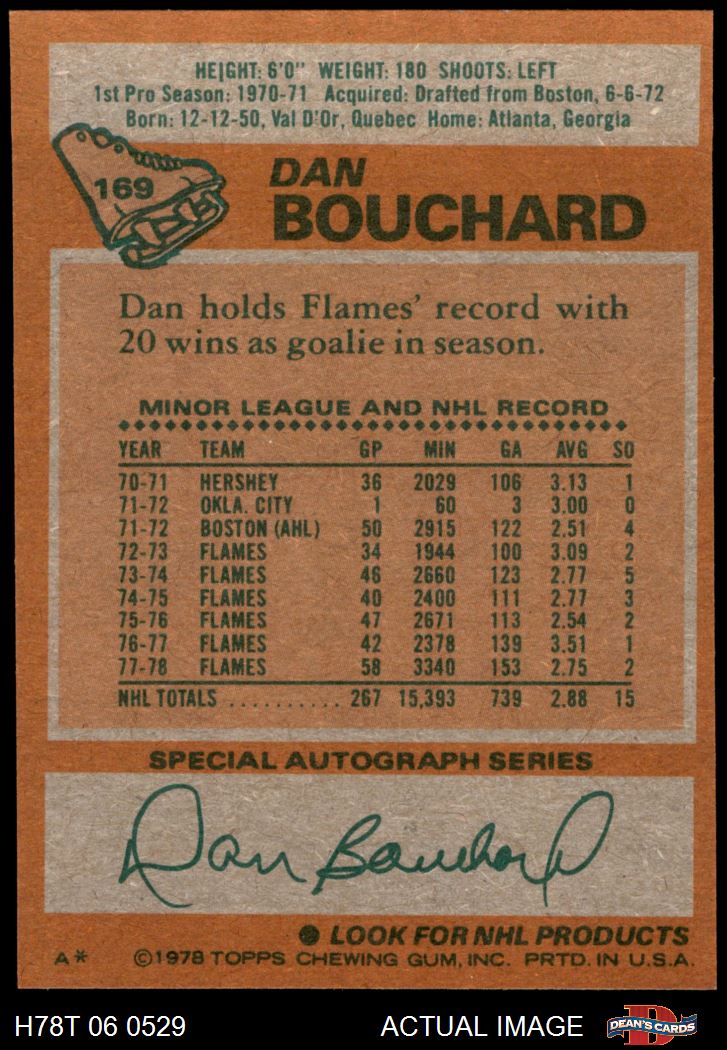 HEIGHT: 6'0" WEIGHT: 180 SHOOTS: LEFT
1st Pro Season: 1970-71 Acquired: Drafted from Boston, 6-6-72
Born: 12-12-50, Val D'Or, Quebec Home: Atlanta, Georgia
169
DAN
BOUCHARD
Dan holds Flames' record with
20 wins as goalie in season.
MINOR LEAGUE AND NHL RECORD
YEAR TEAM GP MIN GA AVG SO
70-71 HERSHEY 36 2029 106 3.13 1
71-72 OKLA. CITY 1 60 3 3.00 0
71-72 BOSTON (AHL) 50 2915 122 2.51 4
72-73 FLAMES 34 1944 100 3.09 2
73-74 FLAMES 46 2660 123 2.77 5
74-75 FLAMES 40 2400 111 2.77 3
75-76 FLAMES 47 2671 113 2.54 2
76-77 FLAMES 42 2378 139 3.51 1
77-78 FLAMES 58 3340 153 2.75 2
NHL TOTALS .......... 267 15,393 739 2.88 15
SPECIAL AUTOGRAPH SERIES
Dan Bouchard
● LOOK FOR NHL PRODUCTS
A* ©1978 TOPPS CHEWING GUM, INC. PRTD. IN U.S.A.
H78T 06 0529 ACTUAL IMAGE D DEAN'S CARDS